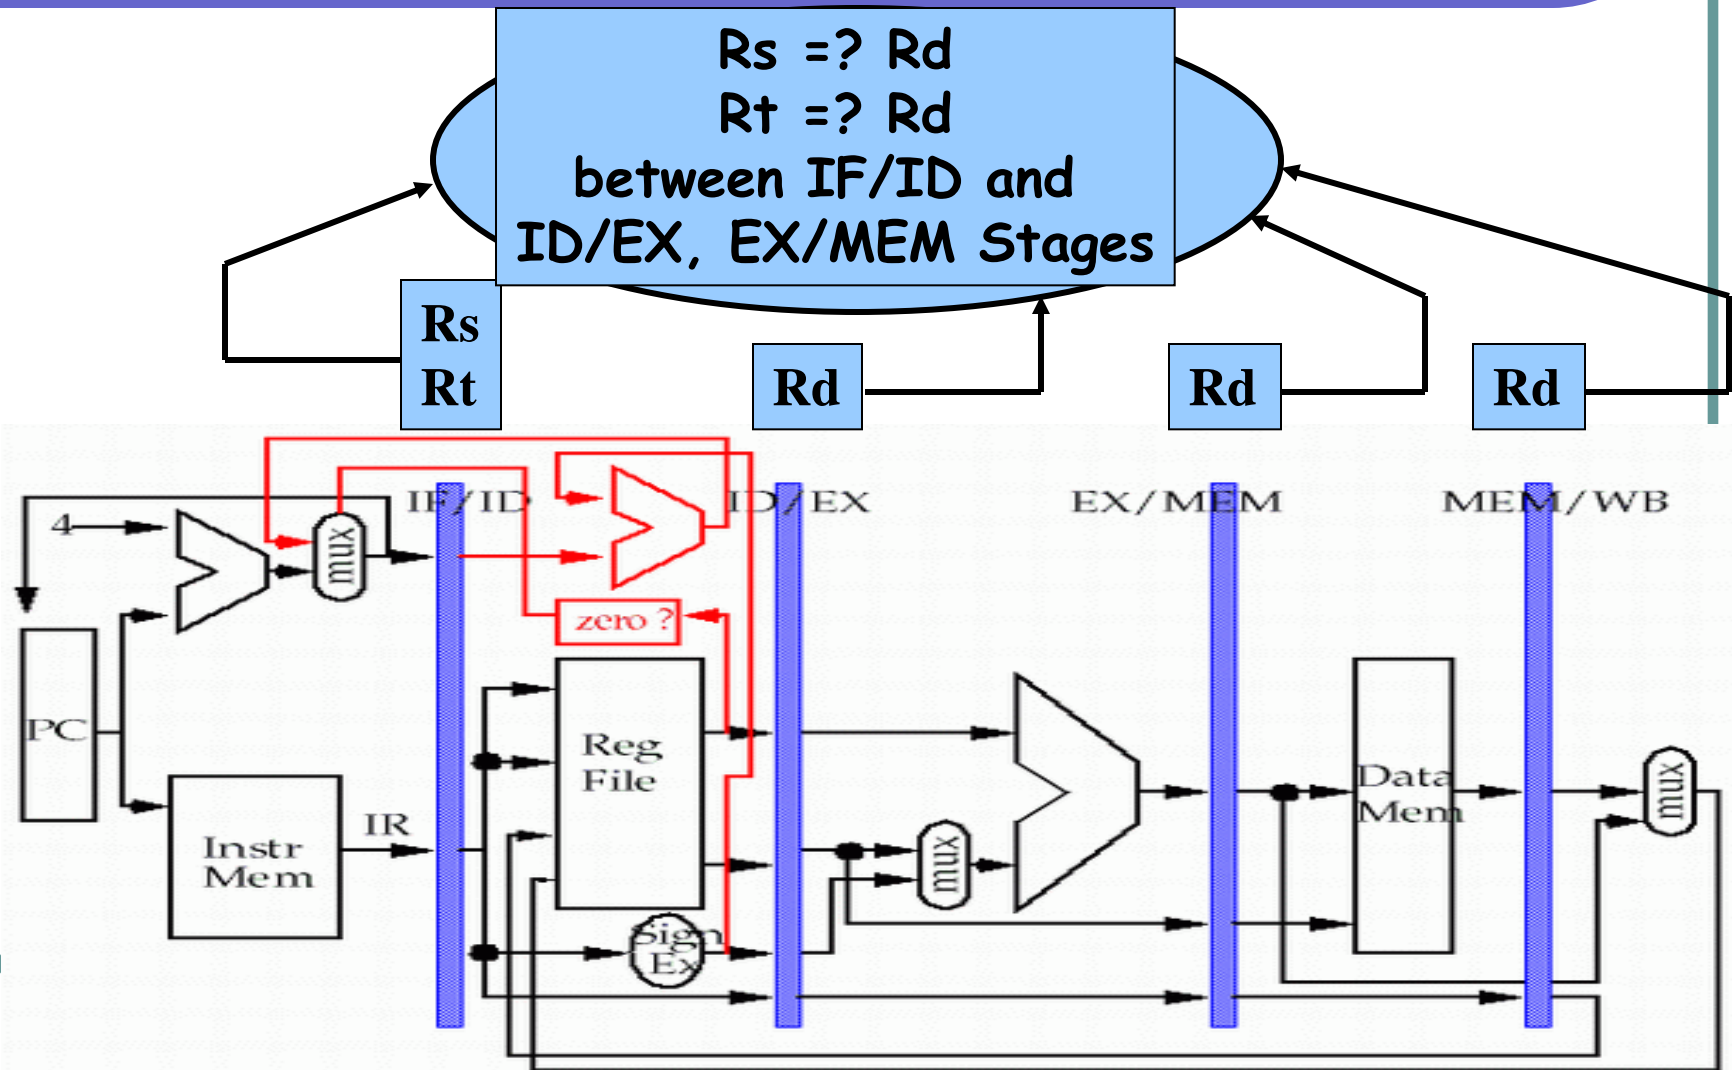 Rs =? Rd
Rt =? Rd
between IF/ID and
ID/EX, EX/MEM Stages
Rs
Rt
Rd
Rd
Rd
IF/ID
ID/EX
EX/MEM
MEM/WB
4
mux
zero ?
PC
Reg
File
Instr
Mem
IR
Sign
Ex
mux
Data
Mem
mux